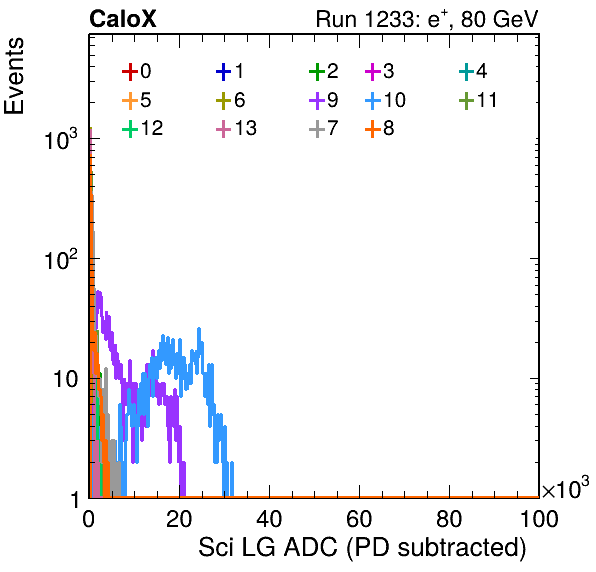 CaloX Run 1233: e⁺, 80 GeV
Events
0 1 2 3 4
5 6 9 10 11
12 13 7 8
10³
10²
10
1
0 20 40 60 80 100
×10³
Sci LG ADC (PD subtracted)